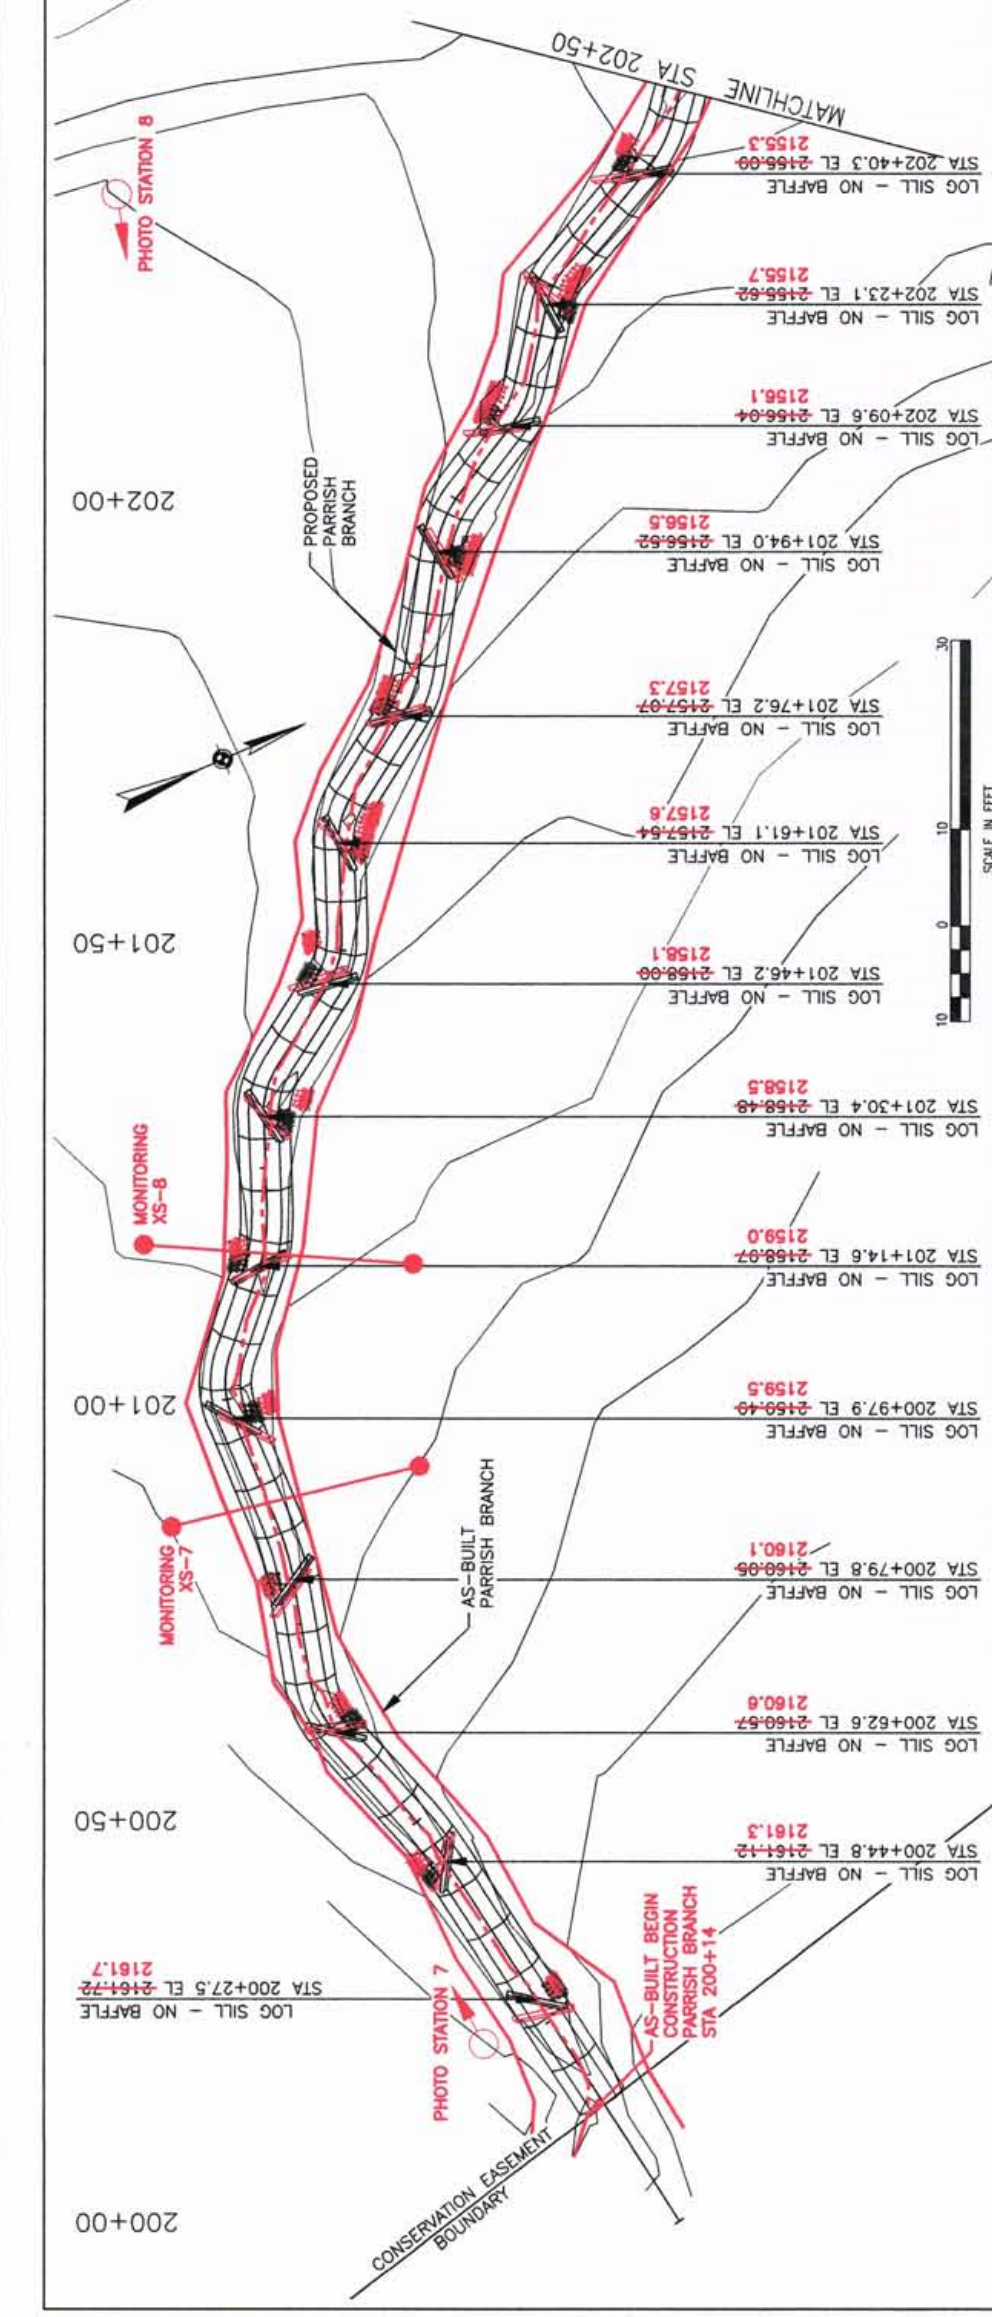 MATCHLINE STA 202+50
PHOTO STATION 8
LOG SILL - NO BAFFLE
STA 202+40.3 EL 2155.09
2155.3
LOG SILL - NO BAFFLE
STA 202+23.1 EL 2155.62
2155.7
LOG SILL - NO BAFFLE
STA 202+09.6 EL 2156.04
2156.1
202+00
PROPOSED
PARRISH
BRANCH
LOG SILL - NO BAFFLE
STA 201+94.0 EL 2156.52
2156.5
LOG SILL - NO BAFFLE
STA 201+76.2 EL 2157.07
2157.3
LOG SILL - NO BAFFLE
STA 201+61.1 EL 2157.54
2157.6
30
10
0
10
SCALE IN FEET
201+50
LOG SILL - NO BAFFLE
STA 201+46.2 EL 2158.00
2158.1
LOG SILL - NO BAFFLE
STA 201+30.4 EL 2158.48
2158.5
MONITORING
XS-8
LOG SILL - NO BAFFLE
STA 201+14.6 EL 2158.97
2159.0
201+00
LOG SILL - NO BAFFLE
STA 200+97.9 EL 2159.49
2159.5
MONITORING
XS-7
AS-BUILT
PARRISH BRANCH
LOG SILL - NO BAFFLE
STA 200+79.8 EL 2160.05
2160.1
LOG SILL - NO BAFFLE
STA 200+62.6 EL 2160.57
2160.6
200+50
LOG SILL - NO BAFFLE
STA 200+44.8 EL 2161.12
2161.3
LOG SILL - NO BAFFLE
STA 200+27.5 EL 2161.72
2161.7
PHOTO STATION 7
AS-BUILT BEGIN
CONSTRUCTION
PARRISH BRANCH
STA 200+14
CONSERVATION EASEMENT
BOUNDARY
200+00